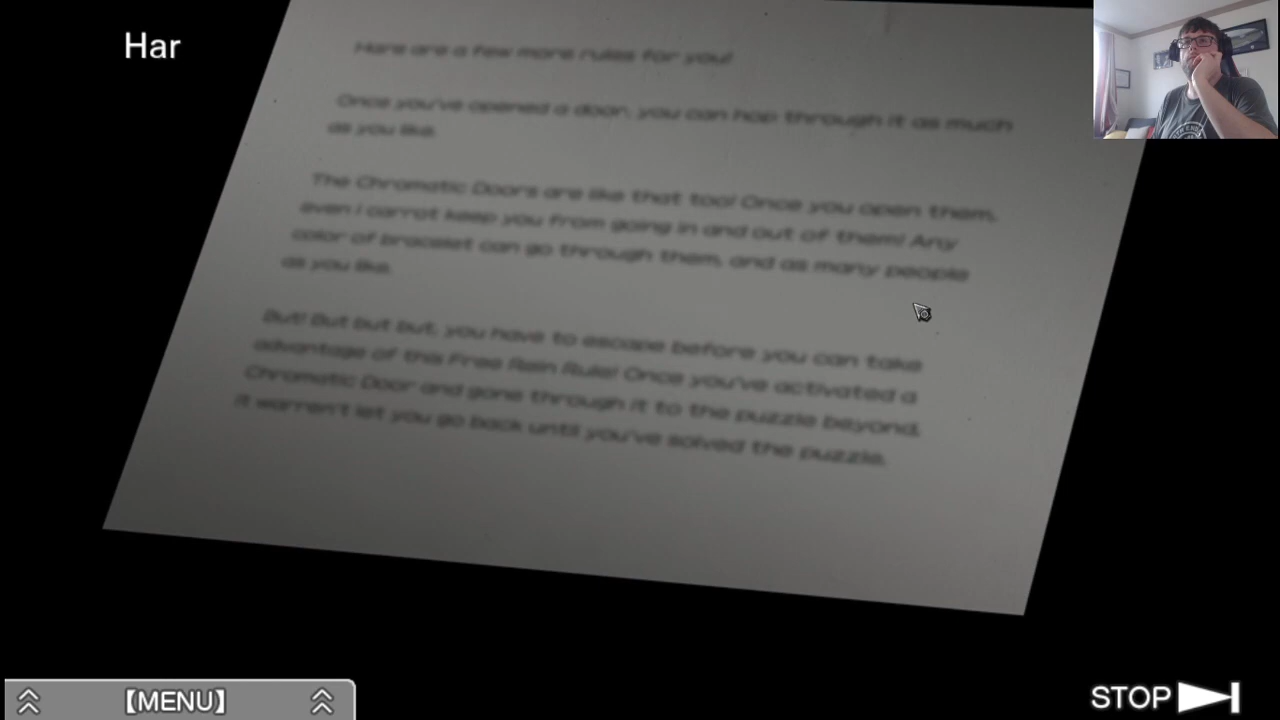 Har
Hare are a few more rules for you!
Once you've opened a door, you can hop through it as much
as you like.
The Chromatic Doors are like that too! Once you open them,
even I carrot keep you from going in and out of them! Any
color of bracelet can go through them, and as many people
as you like.
But! But but but, you have to escape before you can take
advantage of this Free Rein Rule! Once you've activated a
Chromatic Door and gone through it to the puzzle beyond,
it warren't let you go back until you've solved the puzzle.
【MENU】
STOP